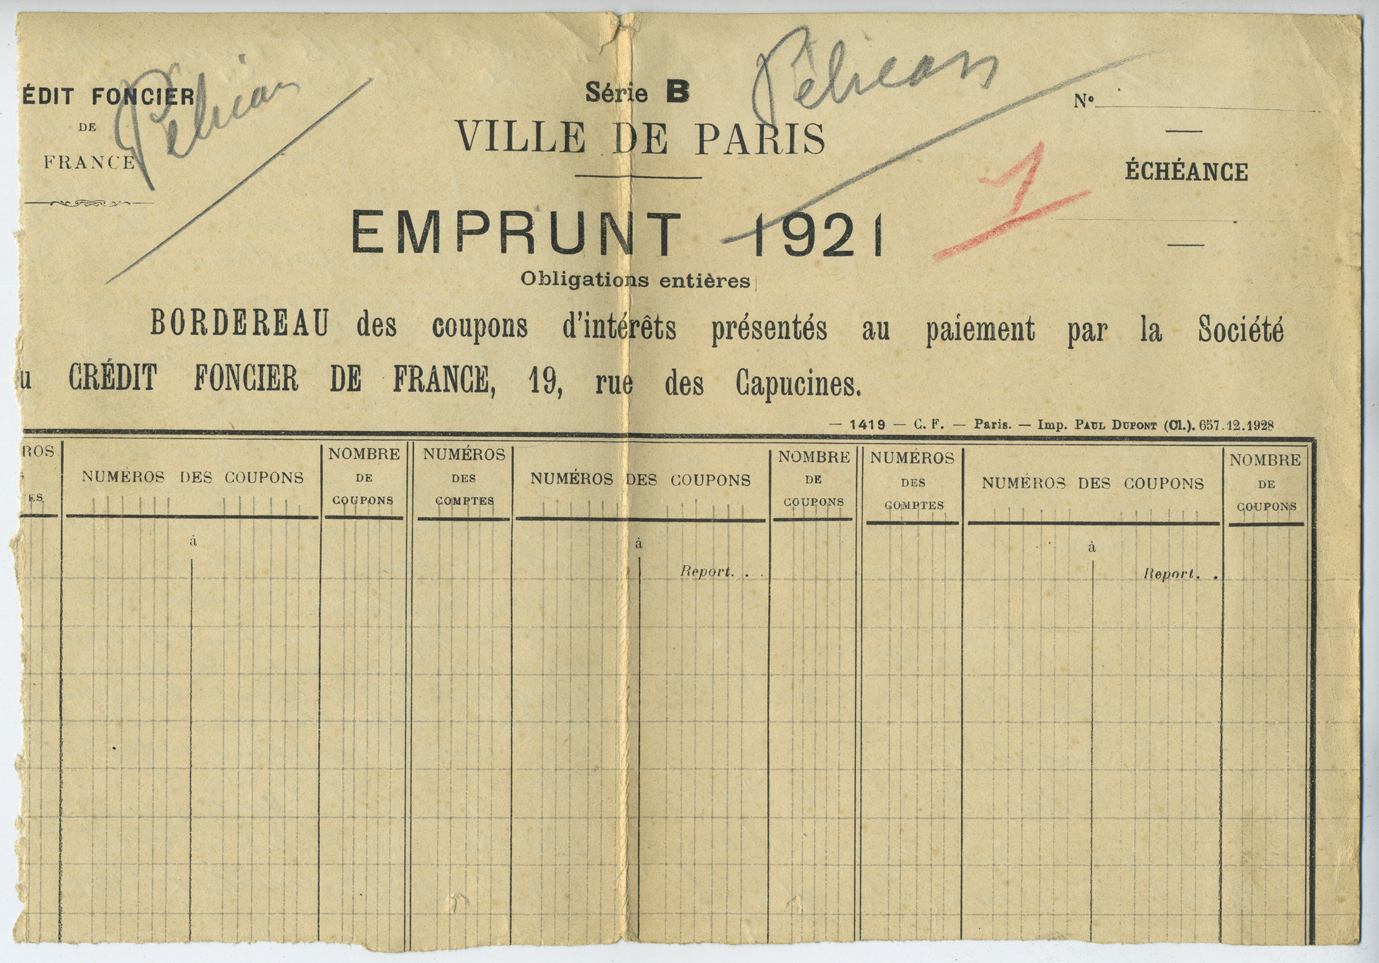 ÉDIT FONCIER
DE
FRANCE
Pélican
Série B
VILLE DE PARIS
Pélican
1
N°
ÉCHÉANCE
EMPRUNT 1921
Obligations entières
BORDEREAU des coupons d'intérêts présentés au paiement par la Société
u CRÉDIT FONCIER DE FRANCE, 19, rue des Capucines.
— 1419 — C. F. — Paris. — Imp. PAUL DUPONT (Cl.). 657.12.1928
ROS
ES
NUMÉROS DES COUPONS
NOMBRE
DE
COUPONS
NUMÉROS
DES
COMPTES
NUMÉROS DES COUPONS
NOMBRE
DE
COUPONS
NUMÉROS
DES
COMPTES
NUMÉROS DES COUPONS
NOMBRE
DE
COUPONS
à
à
Report. . .
à
Report. .